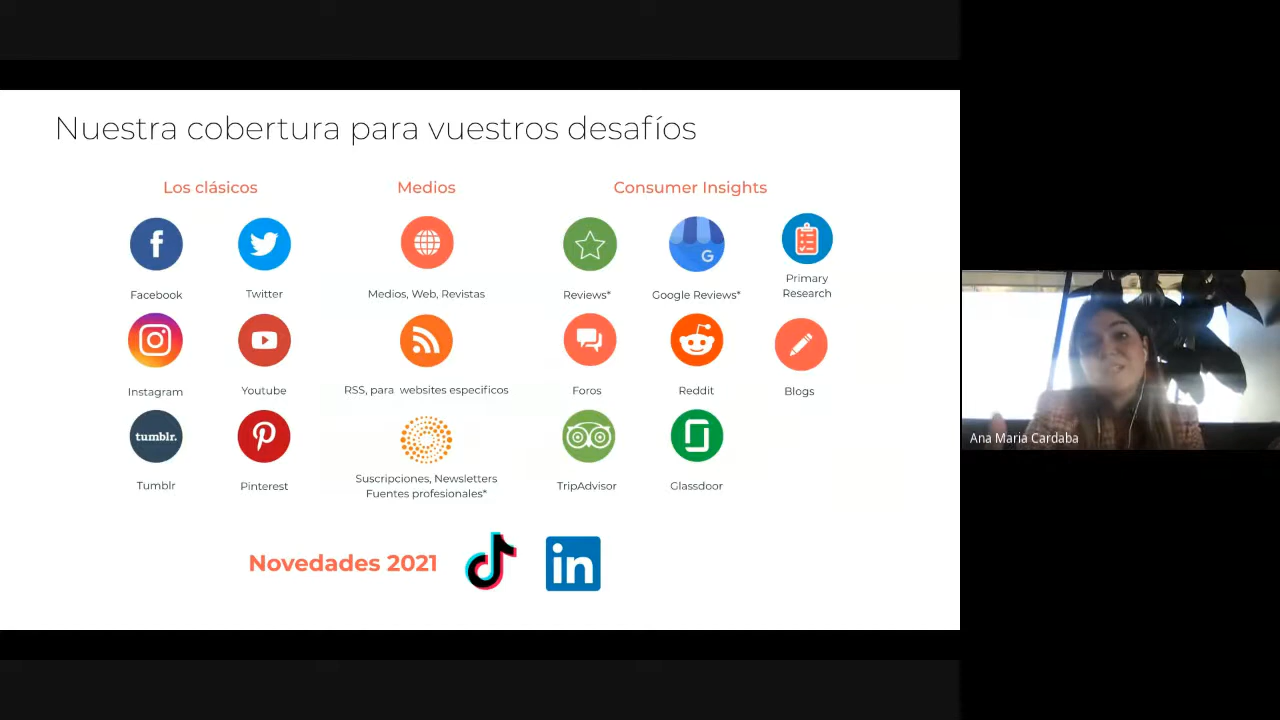 Nuestra cobertura para vuestros desafíos
Los clásicos
Medios
Consumer Insights
Facebook
Twitter
Medios, Web, Revistas
Reviews*
G
Google Reviews*
Primary
Research
Instagram
Youtube
RSS, para websites especificos
Foros
Reddit
Blogs
tumblr.
Tumblr
Pinterest
Suscripciones, Newsletters
Fuentes profesionales*
TripAdvisor
Glassdoor
Novedades 2021
in
Ana Maria Cardaba